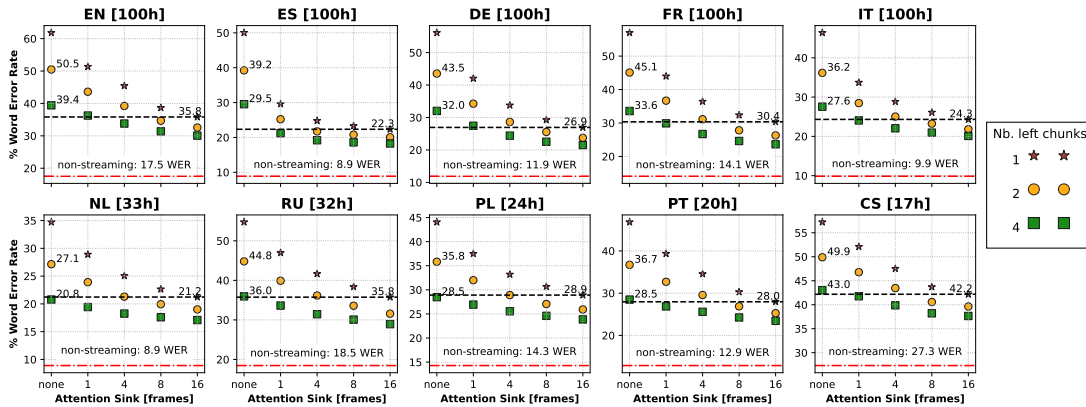 EN [100h]
ES [100h]
DE [100h]
FR [100h]
IT [100h]
% Word Error Rate
60
50
40
30
20
50.5
39.4
35.8
non-streaming: 17.5 WER
50
40
30
20
10
39.2
29.5
22.3
non-streaming: 8.9 WER
50
40
30
20
10
43.5
32.0
26.9
non-streaming: 11.9 WER
50
40
30
20
45.1
33.6
30.4
non-streaming: 14.1 WER
40
30
20
10
36.2
27.6
24.3
non-streaming: 9.9 WER
Nb. left chunks
1
2
4
NL [33h]
RU [32h]
PL [24h]
PT [20h]
CS [17h]
% Word Error Rate
35
30
25
20
15
10
27.1
20.8
21.2
non-streaming: 8.9 WER
none 1 4 8 16
Attention Sink [frames]
50
40
30
20
44.8
36.0
35.8
non-streaming: 18.5 WER
none 1 4 8 16
Attention Sink [frames]
45
40
35
30
25
20
15
35.8
28.5
28.9
non-streaming: 14.3 WER
none 1 4 8 16
Attention Sink [frames]
40
30
20
36.7
28.5
28.0
non-streaming: 12.9 WER
none 1 4 8 16
Attention Sink [frames]
55
50
45
40
35
30
25
49.9
43.0
42.2
non-streaming: 27.3 WER
none 1 4 8 16
Attention Sink [frames]